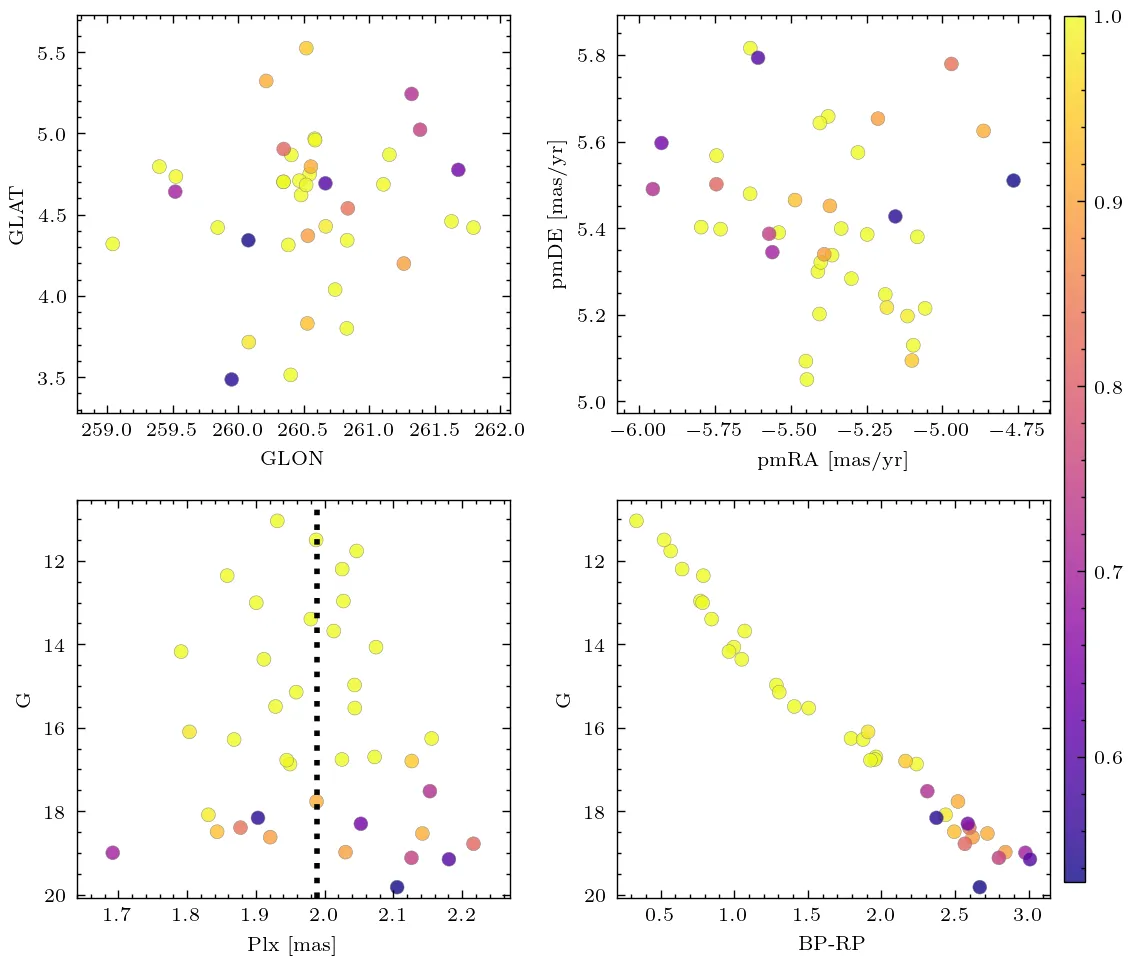 5.5
5.0
4.5
4.0
3.5
GLAT
259.0 259.5 260.0 260.5 261.0 261.5 262.0
GLON
5.8
5.6
5.4
5.2
5.0
pmDE [mas/yr]
−6.00 −5.75 −5.50 −5.25 −5.00 −4.75
pmRA [mas/yr]
1.0
0.9
0.8
0.7
0.6
12
14
16
18
20
G
1.7 1.8 1.9 2.0 2.1 2.2
Plx [mas]
12
14
16
18
20
G
0.5 1.0 1.5 2.0 2.5 3.0
BP-RP